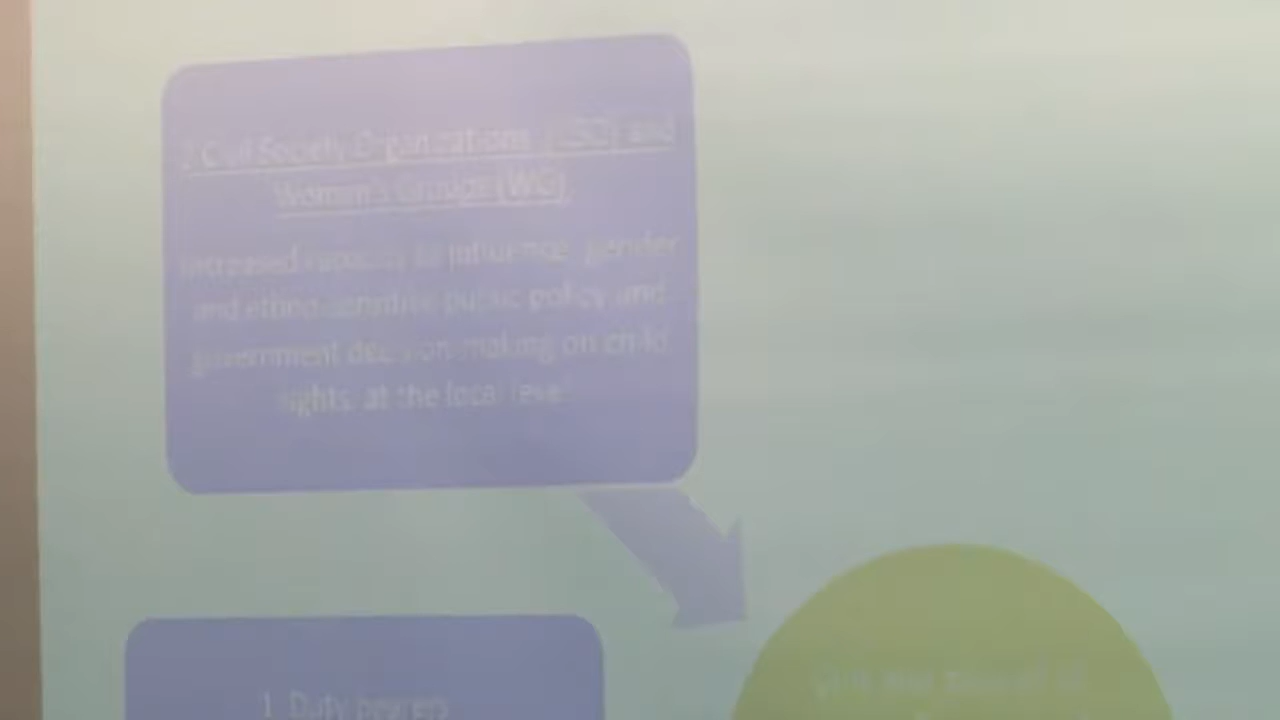 Civil Society Organizations (CSO) and
Women's Groups (WG)
Increased capacity to influence gender
and ethno-sensitive public policy and
government decision-making on child
rights, at the local level
1. Duty bearers